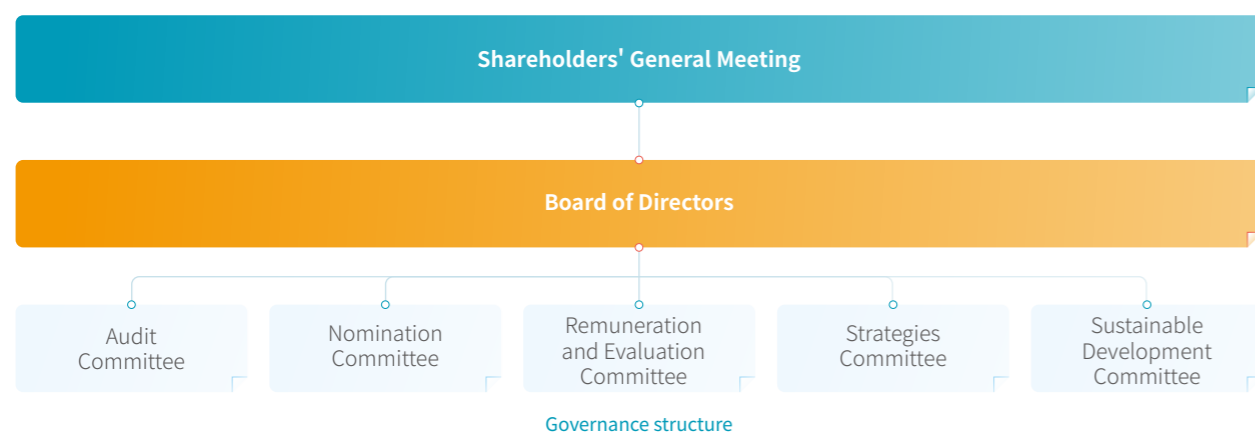 Shareholders' General Meeting
Board of Directors
Audit
Committee
Nomination
Committee
Remuneration
and Evaluation
Committee
Strategies
Committee
Sustainable
Development
Committee
Governance structure